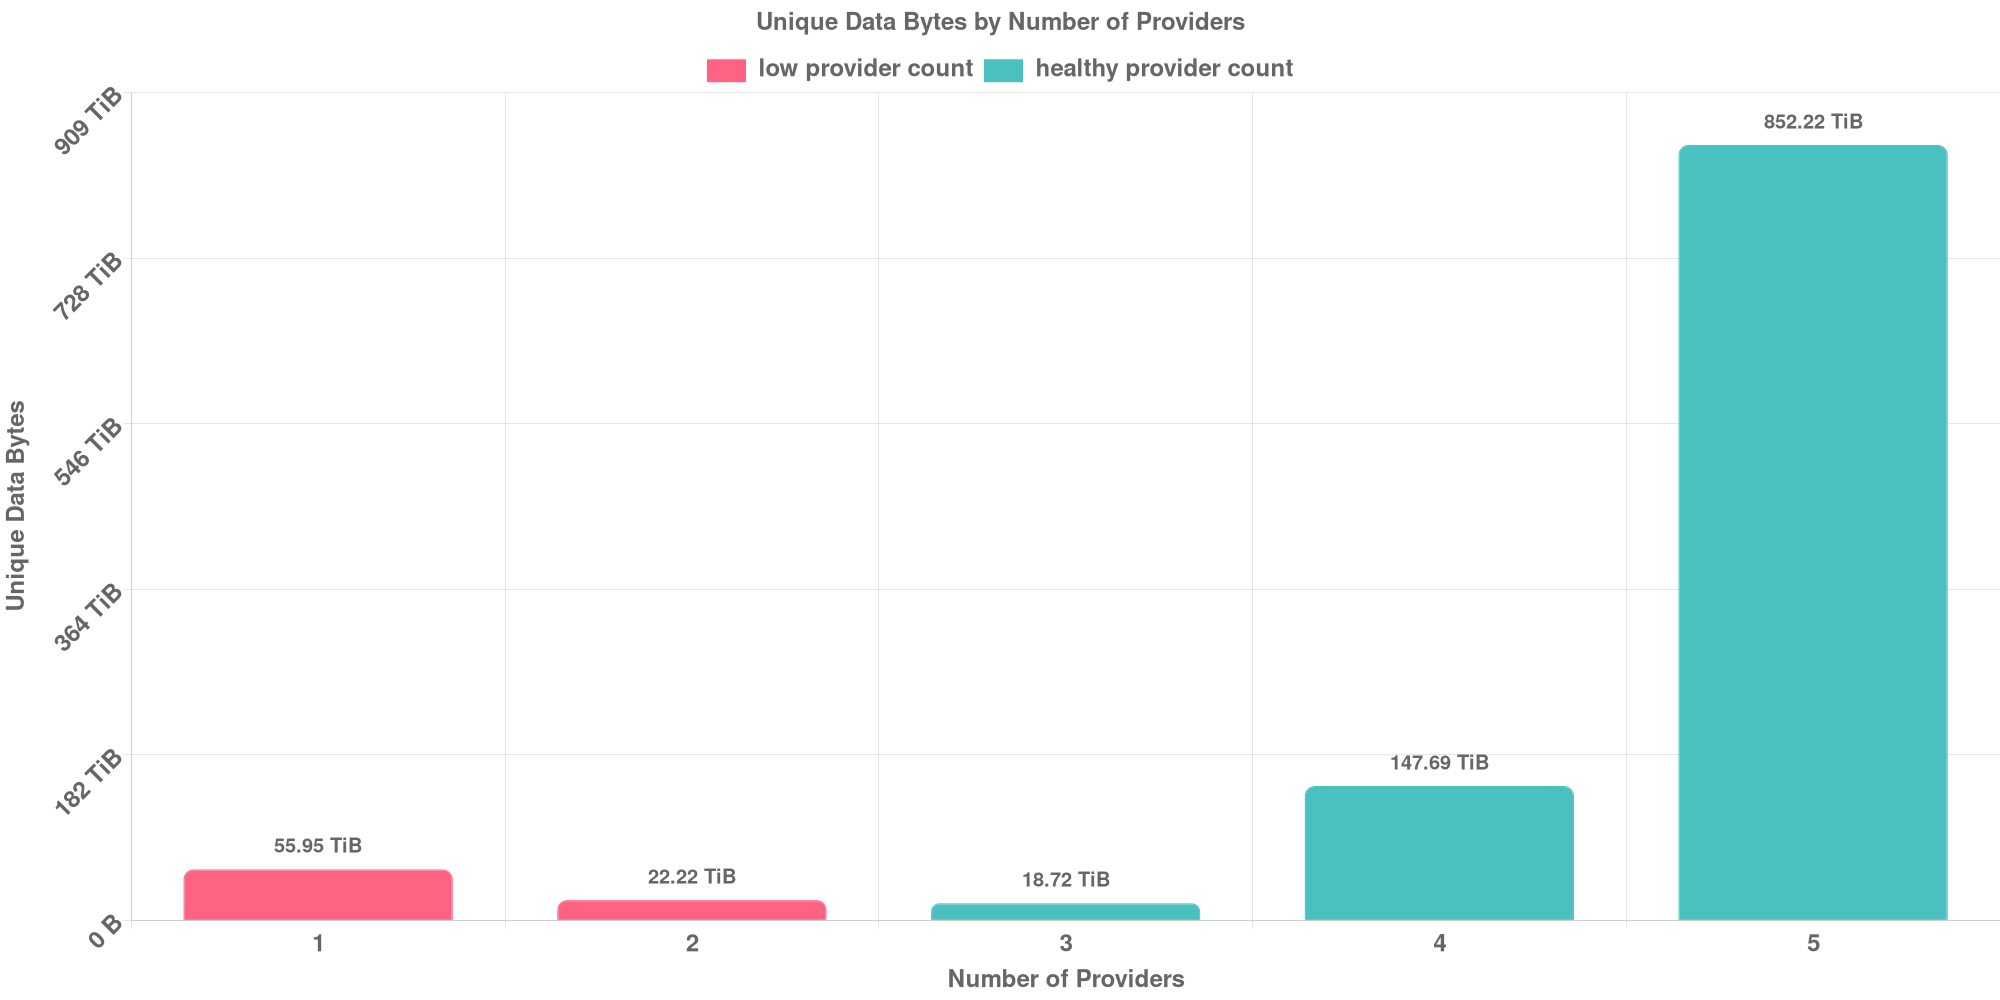 Unique Data Bytes by Number of Providers
low provider count healthy provider count
909 TiB
728 TiB
546 TiB
364 TiB
182 TiB
0 B
Unique Data Bytes
55.95 TiB
22.22 TiB
18.72 TiB
147.69 TiB
852.22 TiB
1 2 3 4 5
Number of Providers